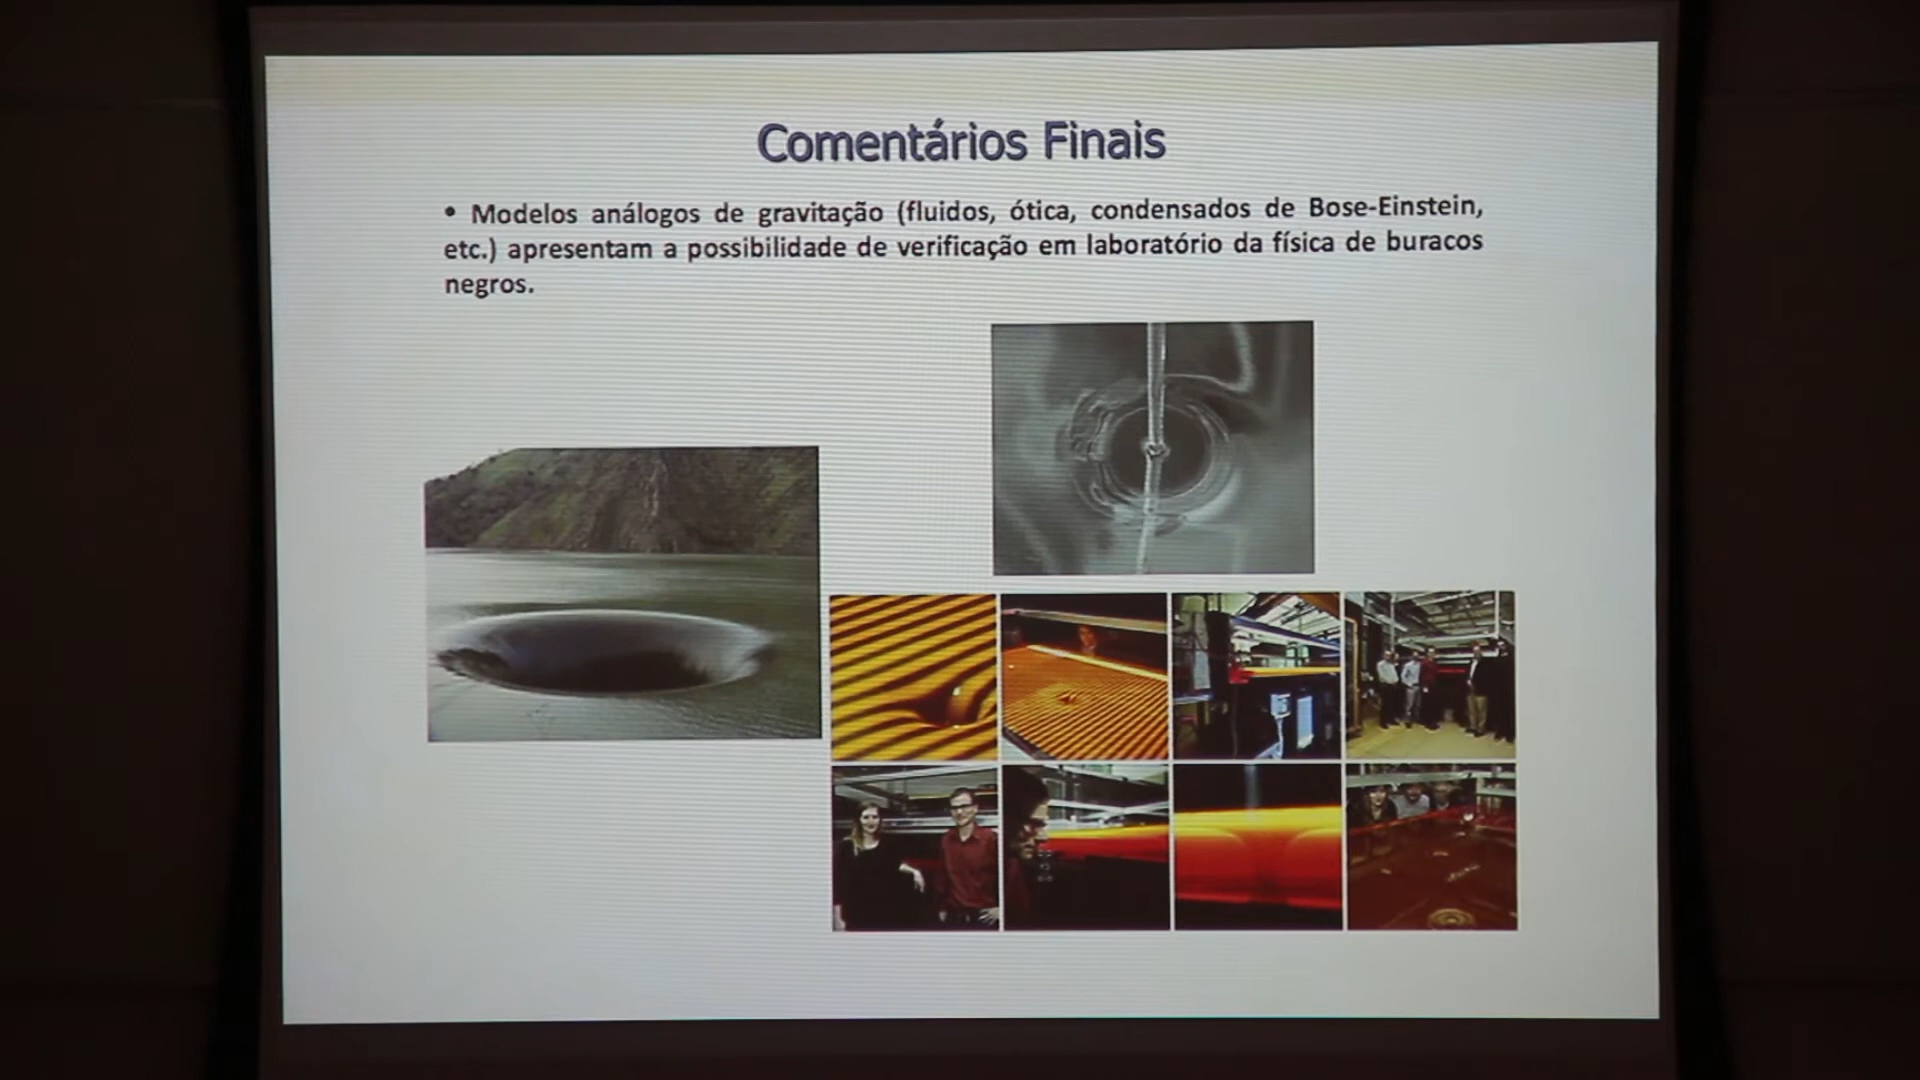 Comentários Finais
• Modelos análogos de gravitação (fluidos, ótica, condensados de Bose-Einstein,
etc.) apresentam a possibilidade de verificação em laboratório da física de buracos
negros.